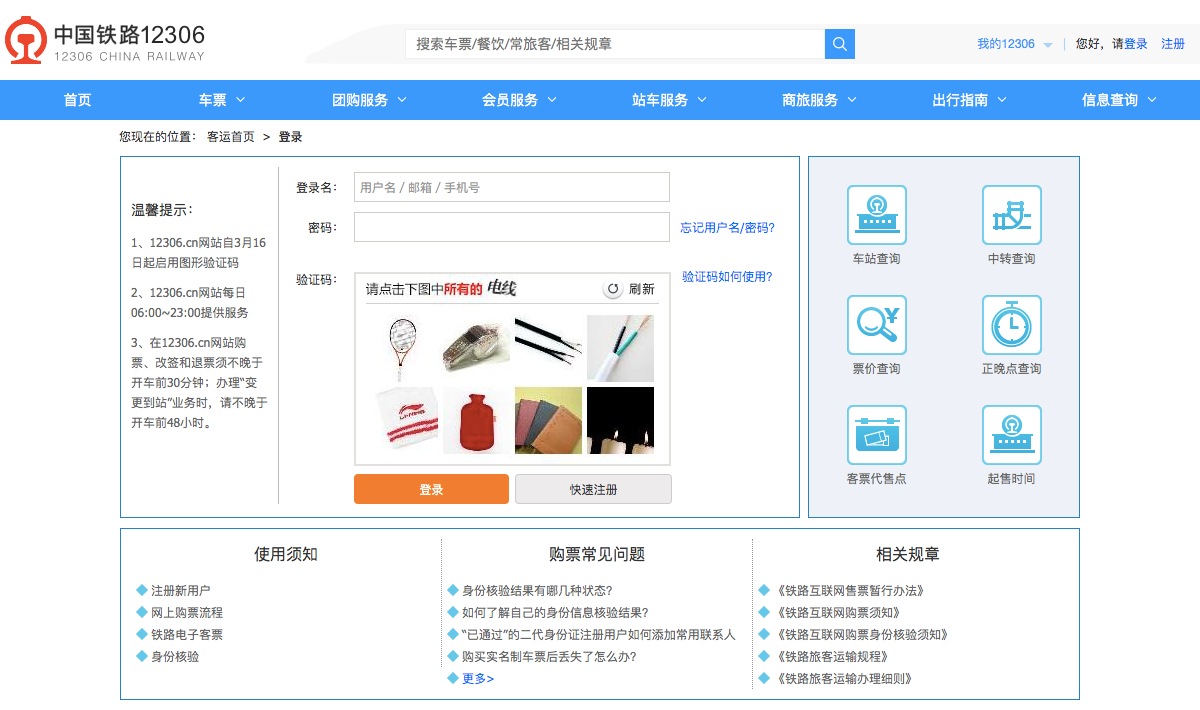 中国铁路12306
12306 CHINA RAILWAY
搜索车票/餐饮/常旅客/相关规章
我的12306 | 您好，请登录 注册
首页 车票 团购服务 会员服务 站车服务 商旅服务 出行指南 信息查询
您现在的位置： 客运首页 > 登录
温馨提示：
1、12306.cn网站自3月16
日起启用图形验证码
2、12306.cn网站每日
06:00~23:00提供服务
3、在12306.cn网站购
票、改签和退票须不晚于
开车前30分钟；办理“变
更到站”业务时，请不晚于
开车前48小时。
登录名： 用户名 / 邮箱 / 手机号
密码： 忘记用户名/密码?
验证码： 验证码如何使用?
请点击下图中所有的 电线 刷新
LI-NING
登录 快速注册
车站查询 中转查询
票价查询 正晚点查询
客票代售点 起售时间
使用须知
注册新用户
网上购票流程
铁路电子客票
身份核验
购票常见问题
身份核验结果有哪几种状态?
如何了解自己的身份信息核验结果?
“已通过”的二代身份证注册用户如何添加常用联系人
购买实名制车票后丢失了怎么办?
更多>
相关规章
《铁路互联网售票暂行办法》
《铁路互联网购票须知》
《铁路互联网购票身份核验须知》
《铁路旅客运输规程》
《铁路旅客运输办理细则》